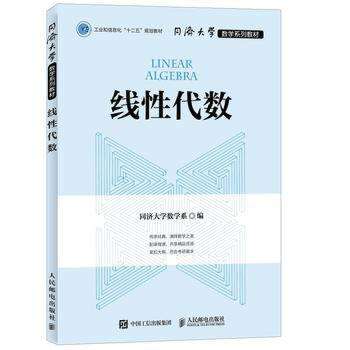 工业和信息化“十二五”规划教材
同济大学
数学系列教材
LINEAR
ALGEBRA
线性代数
同济大学数学系 编
中国工信出版集团
人民邮电出版社
同济大学
数学系列教材
线性代数
人民邮电出版社